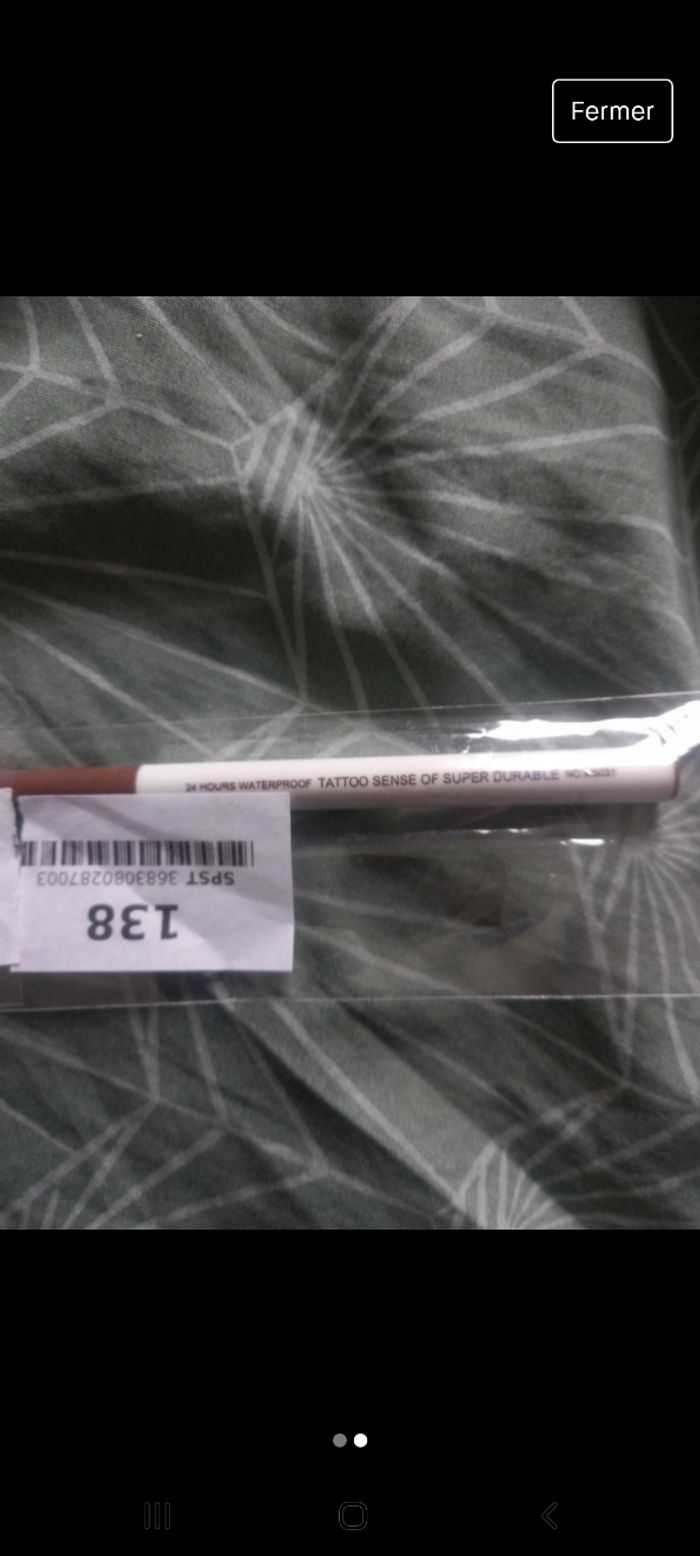 Fermer
24 HOURS WATERPROOF TATTOO SENSE OF SUPER DURABLE
SPST 3683080287003
138